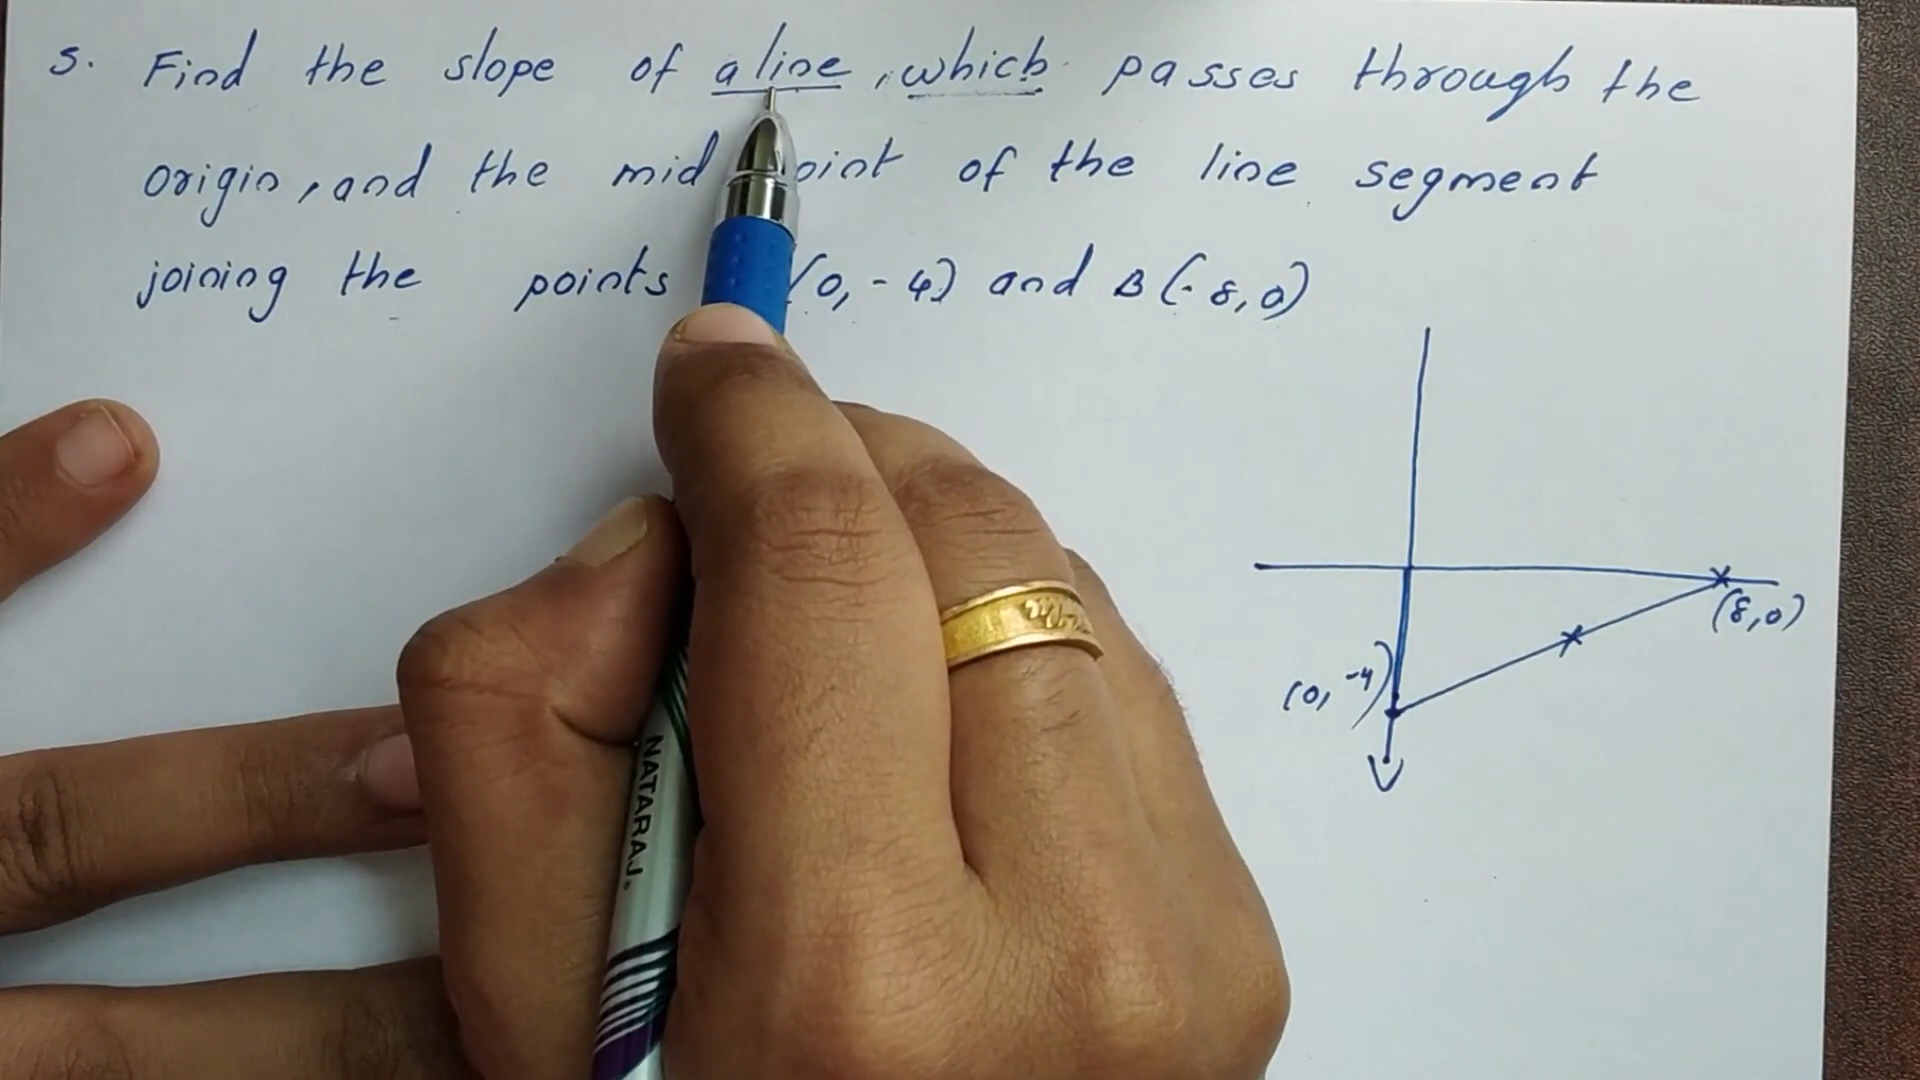 5. Find the slope of a line, which passes through the
origin, and the mid oint of the line segment
joining the points (0, -4) and B(-8,0)
(8,0)
(0, -4)
NATARAJ